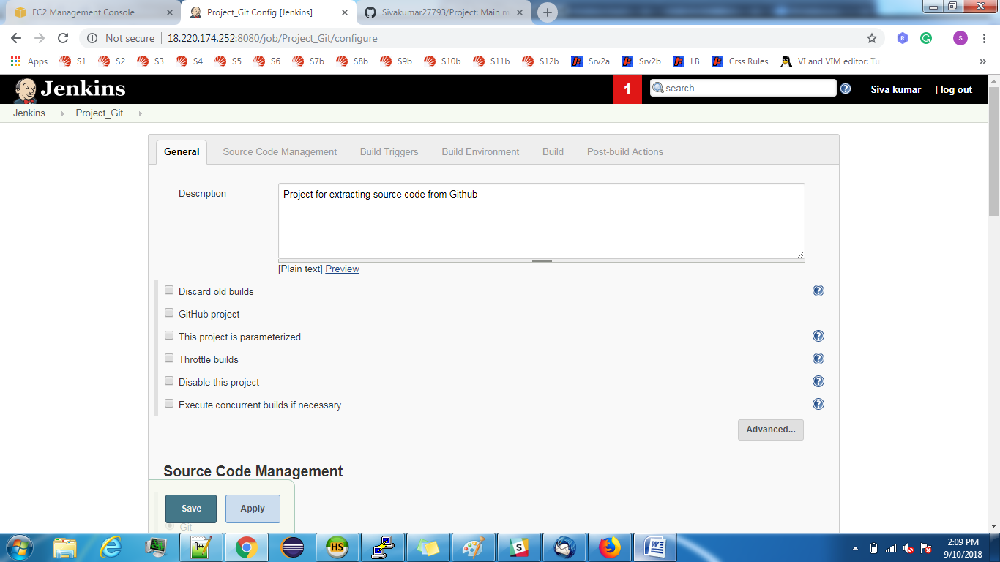 EC2 Management Console
Project_Git Config [Jenkins]
Sivakumar27793/Project: Main m
Not secure
18.220.174.252:8080/job/Project_Git/configure
S
Apps S1 S2 S3 S4 S5 S6 S7b S8b S9b S10b S11b S12b Srv2a Srv2b LB Crss Rules VI and VIM editor: Tu
Jenkins
1
search
Siva kumar
| log out
Jenkins
Project_Git
General Source Code Management Build Triggers Build Environment Build Post-build Actions
Description
Project for extracting source code from Github
[Plain text] Preview
Discard old builds
GitHub project
This project is parameterized
Throttle builds
Disable this project
Execute concurrent builds if necessary
Advanced...
Source Code Management
Save
Apply
Git
2:09 PM
9/10/2018